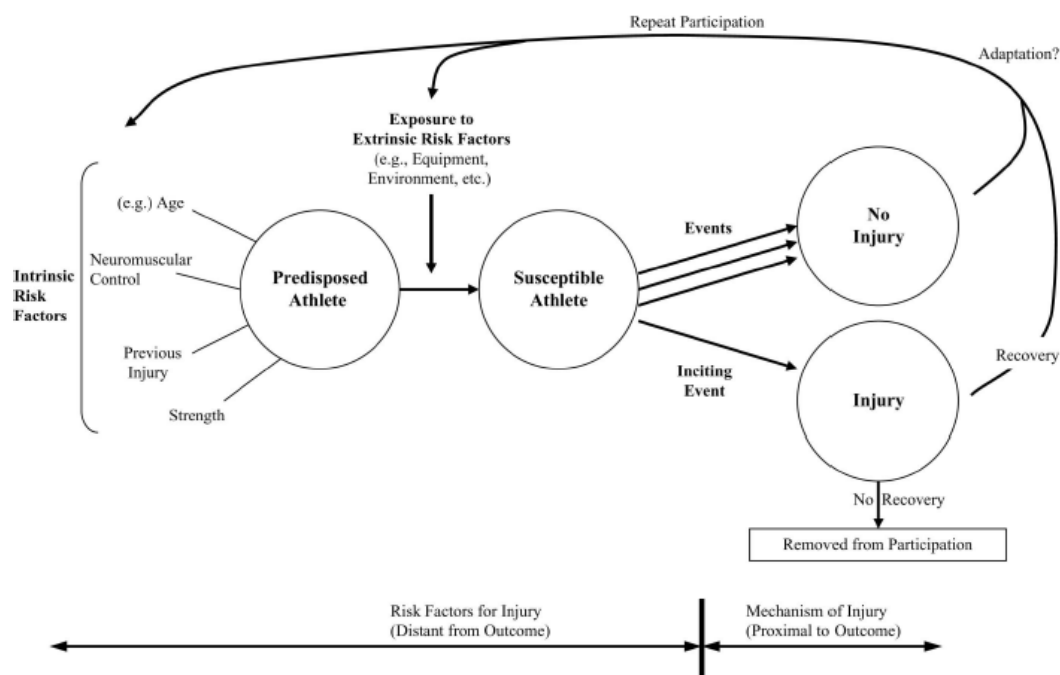 Repeat Participation
Adaptation?
Exposure to
Extrinsic Risk Factors
(e.g., Equipment,
Environment, etc.)
(e.g.) Age
Neuromuscular
Control
Intrinsic
Risk
Factors
Previous
Injury
Strength
Predisposed
Athlete
Susceptible
Athlete
Events
No
Injury
Inciting
Event
Injury
Recovery
No Recovery
Removed from Participation
Risk Factors for Injury
(Distant from Outcome)
Mechanism of Injury
(Proximal to Outcome)